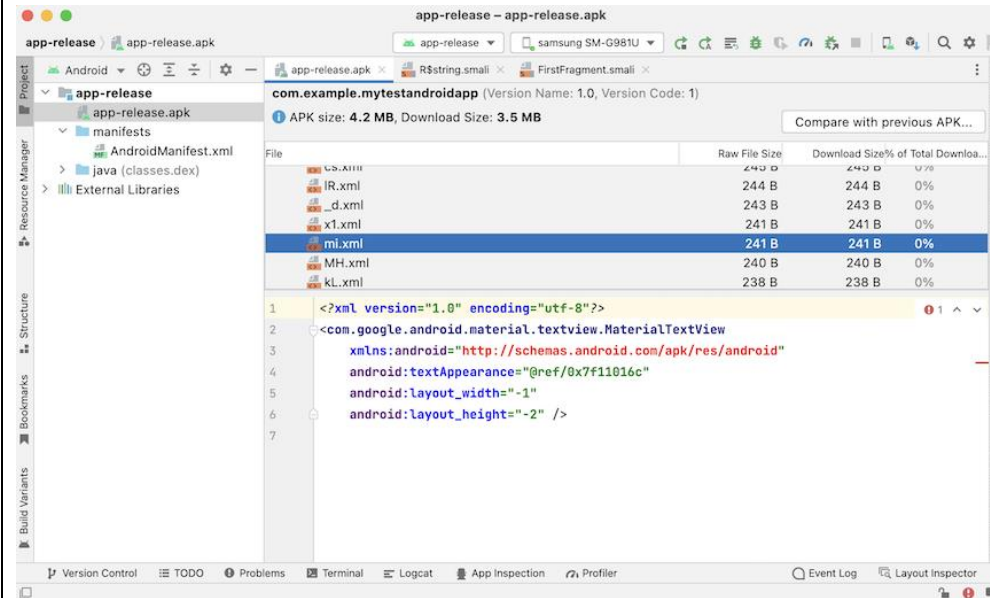 app-release – app-release.apk
app-release app-release.apk app-release samsung SM-G981U
Project
Android
app-release.apk R$string.smali FirstFragment.smali
app-release
app-release.apk
manifests
AndroidManifest.xml
java (classes.dex)
External Libraries
Resource Manager
Structure
Bookmarks
Build Variants
com.example.mytestandroidapp (Version Name: 1.0, Version Code: 1)
APK size: 4.2 MB, Download Size: 3.5 MB
Compare with previous APK...
File Raw File Size Download Size% of Total Downloa...
cs.xml 245 B 245 B 0%
lR.xml 244 B 244 B 0%
_d.xml 243 B 243 B 0%
x1.xml 241 B 241 B 0%
mi.xml 241 B 241 B 0%
MH.xml 240 B 240 B 0%
kL.xml 238 B 238 B 0%
1 <?xml version="1.0" encoding="utf-8"?> 1
2 <com.google.android.material.textview.MaterialTextView
3 xmlns:android="http://schemas.android.com/apk/res/android"
4 android:textAppearance="@ref/0x7f11016c"
5 android:layout_width="-1"
6 android:layout_height="-2" />
7
Version Control TODO Problems Terminal Logcat App Inspection Profiler Event Log Layout Inspector